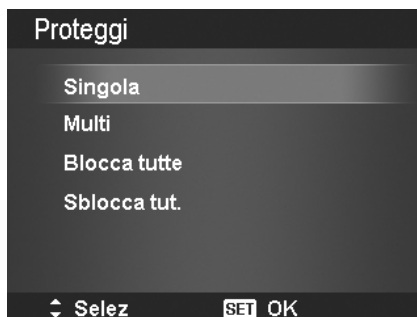 Proteggi
Singola
Multi
Blocca tutte
Sblocca tut.
Selez SET OK